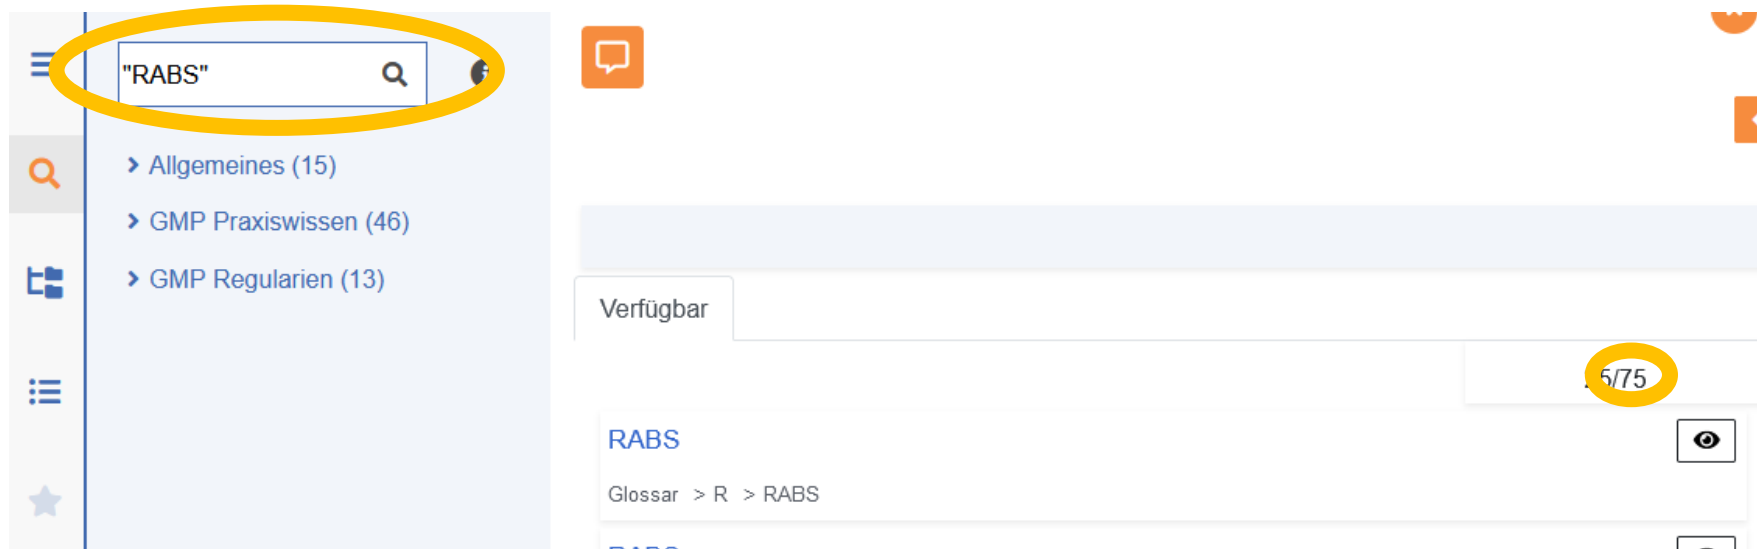 "RABS"
Allgemeines (15)
GMP Praxiswissen (46)
GMP Regularien (13)
Verfügbar
5/75
RABS
Glossar > R > RABS